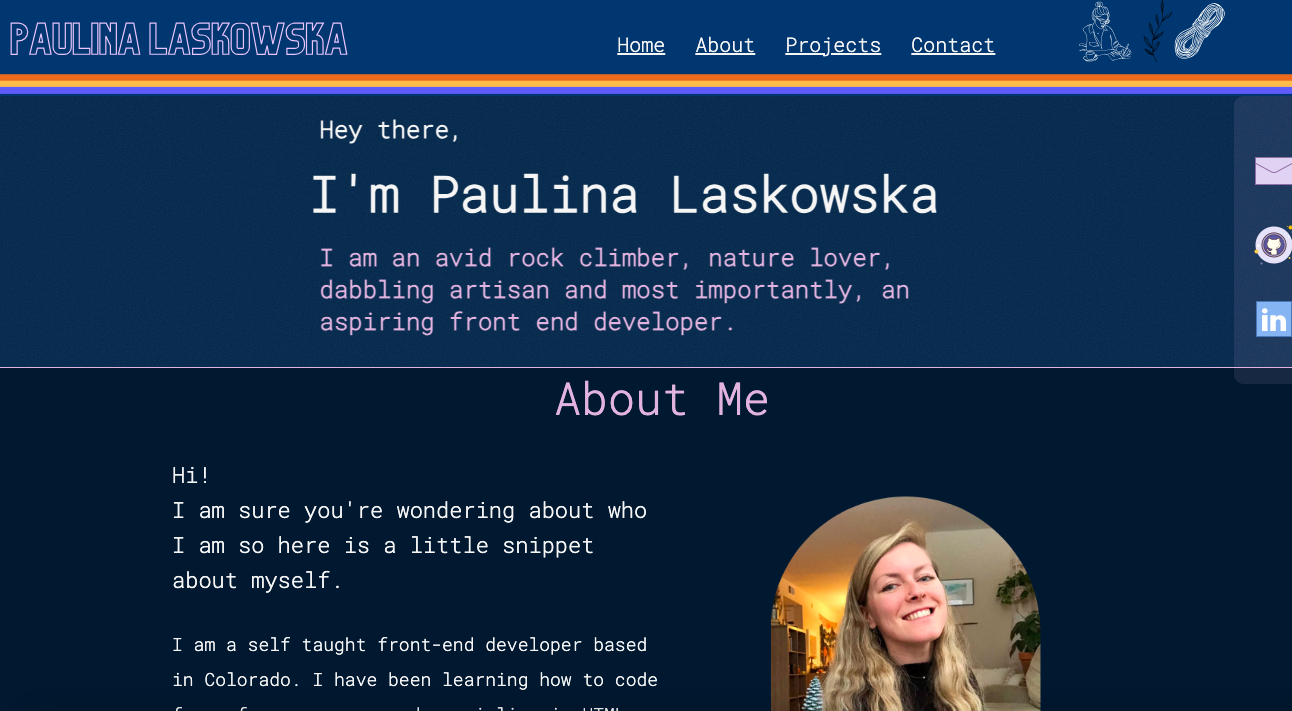 PAULINA LASKOWSKA
Home About Projects Contact
Hey there,
I'm Paulina Laskowska
I am an avid rock climber, nature lover,
dabbling artisan and most importantly, an
aspiring front end developer.
in
About Me
Hi!
I am sure you're wondering about who
I am so here is a little snippet
about myself.
I am a self taught front-end developer based
in Colorado. I have been learning how to code